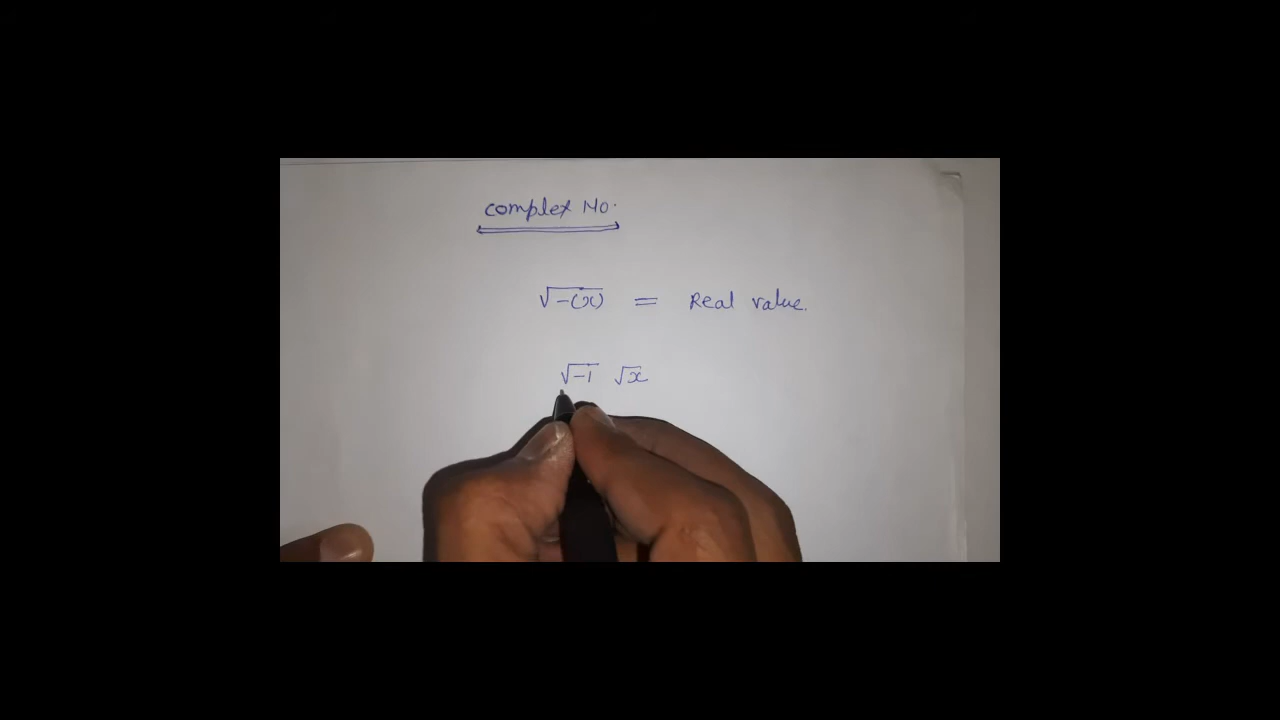 complex No.
√-(x) = Real value.
√-1 √x